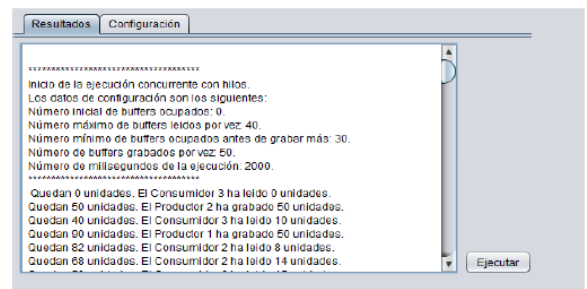 Resultados Configuración
**************************************
Inicio de la ejecución concurrente con hilos.
Los datos de configuración son los siguientes:
Número inicial de buffers ocupados: 0.
Número máximo de buffers leidos por vez: 40.
Número mínimo de buffers ocupados antes de grabar más: 30.
Número de buffers grabados por vez: 50.
Número de milisegundos de la ejecución: 2000.
**************************************
Quedan 0 unidades. El Consumidor 3 ha leido 0 unidades.
Quedan 50 unidades. El Productor 2 ha grabado 50 unidades.
Quedan 40 unidades. El Consumidor 3 ha leido 10 unidades.
Quedan 90 unidades. El Productor 1 ha grabado 50 unidades.
Quedan 82 unidades. El Consumidor 2 ha leido 8 unidades.
Quedan 68 unidades. El Consumidor 2 ha leido 14 unidades.
Ejecutar